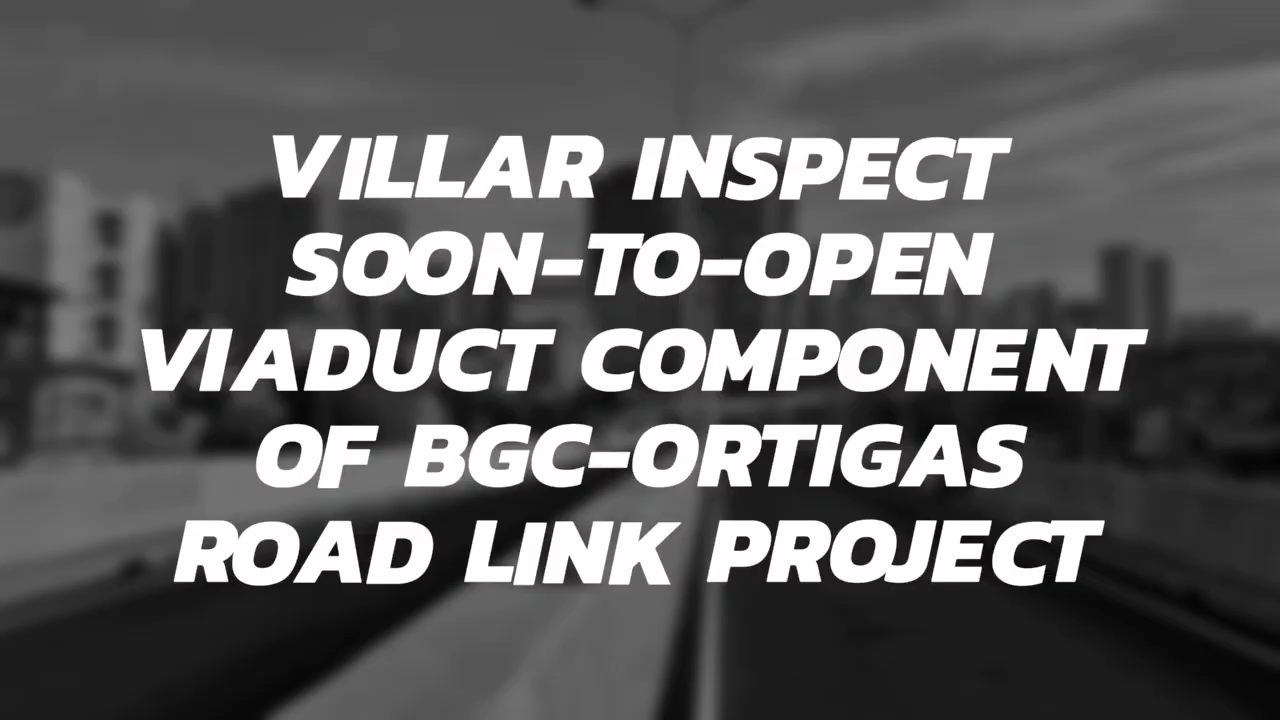 VILLAR INSPECT
SOON-TO-OPEN
VIADUCT COMPONENT
OF BGC-ORTIGAS
ROAD LINK PROJECT